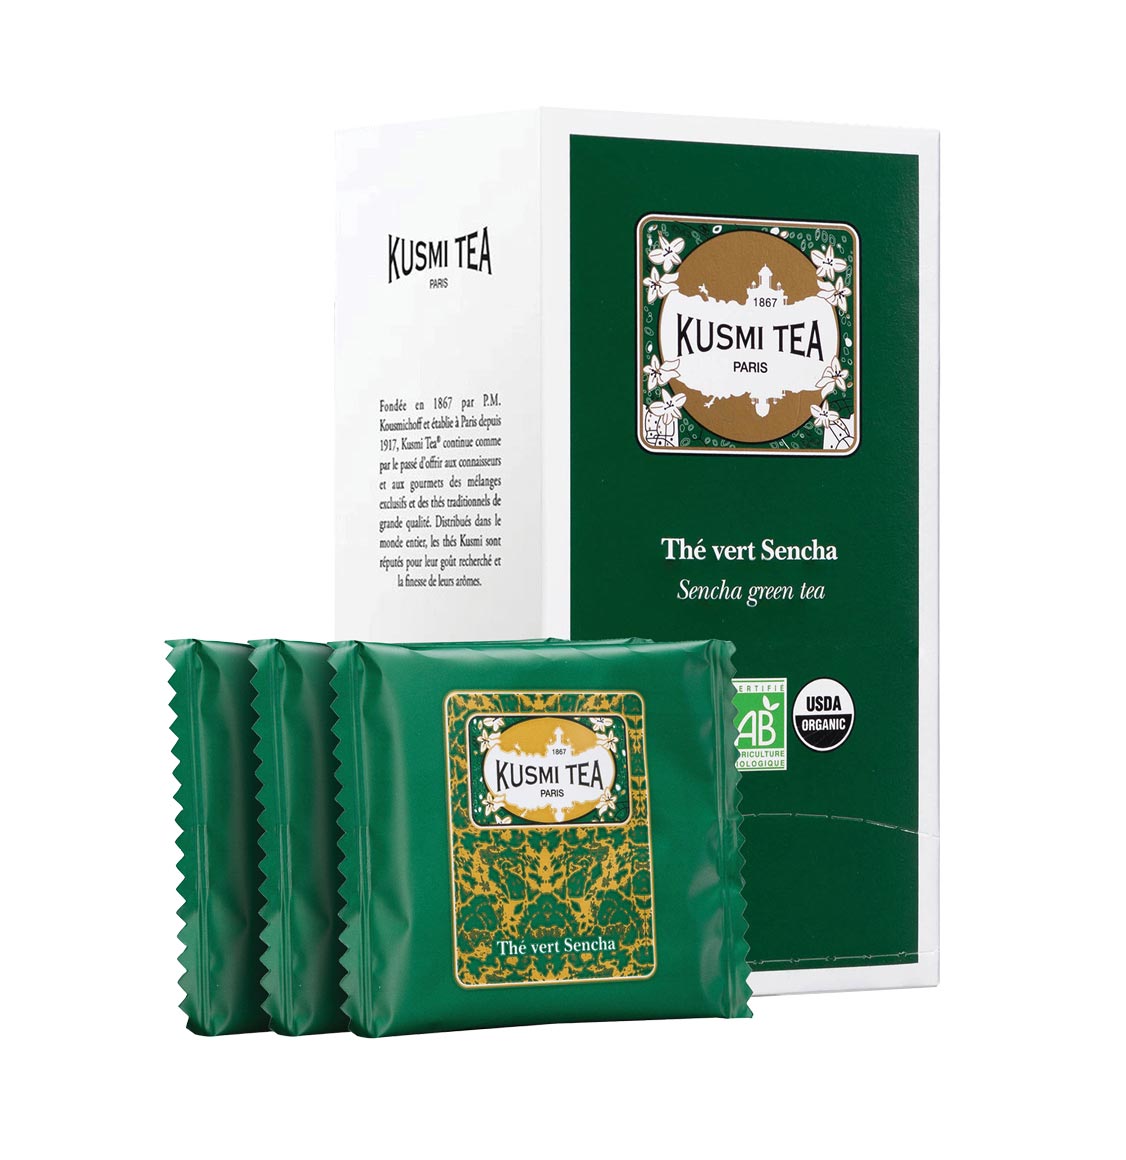 KUSMI TEA
PARIS
Fondée en 1867 par P.M.
Kousmichoff et établie à Paris depuis
1917, Kusmi Tea® continue comme
par le passé d'offrir aux connaisseurs
et aux gourmets des mélanges
exclusifs et des thés traditionnels de
grande qualité. Distribués dans le
monde entier, les thés Kusmi sont
réputés pour leur goût recherché et
la finesse de leurs arômes.
1867
KUSMI TEA
PARIS
Thé vert Sencha
Sencha green tea
ERTIFIÉ
AB
RICULTURE
IOLOGIQUE
USDA
ORGANIC
1867
KUSMI TEA
PARIS
Thé vert Sencha